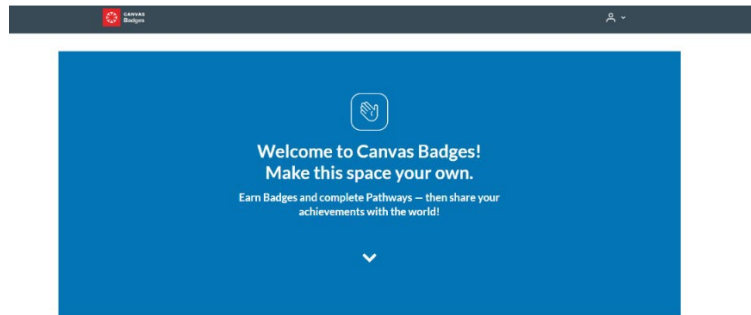 CANVAS
Badges
Welcome to Canvas Badges!
Make this space your own.
Earn Badges and complete Pathways — then share your
achievements with the world!